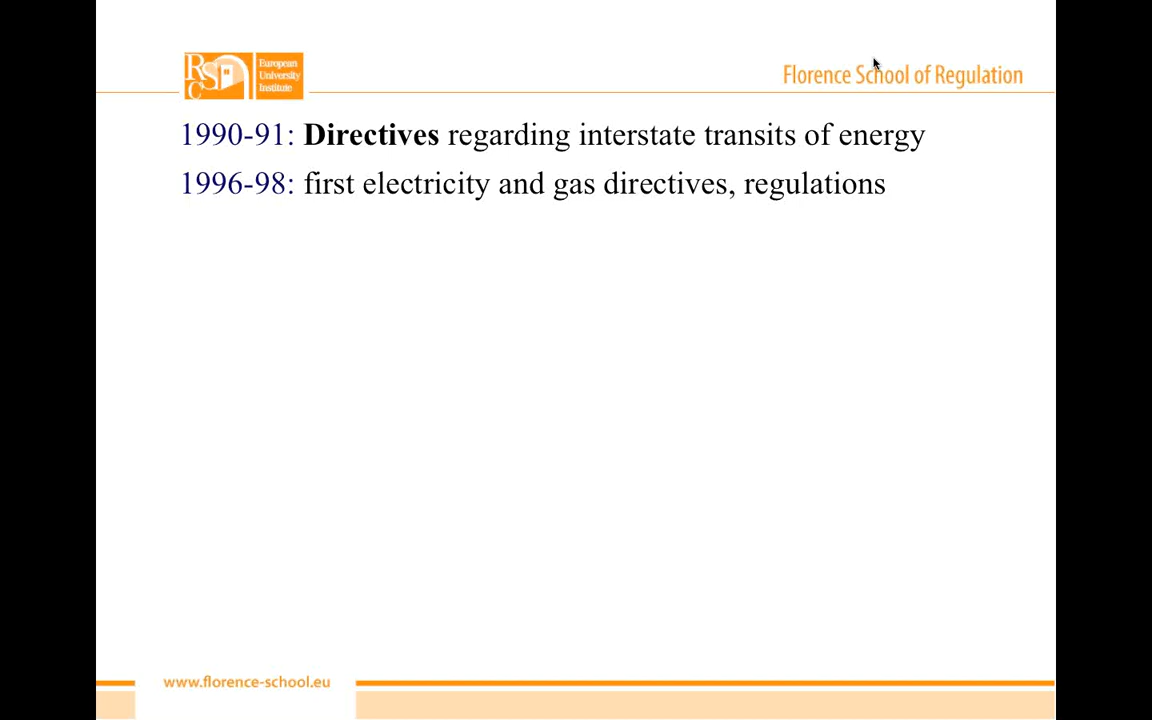 RSCE
European
University
Institute
Florence School of Regulation
1990-91: Directives regarding interstate transits of energy
1996-98: first electricity and gas directives, regulations
www.florence-school.eu